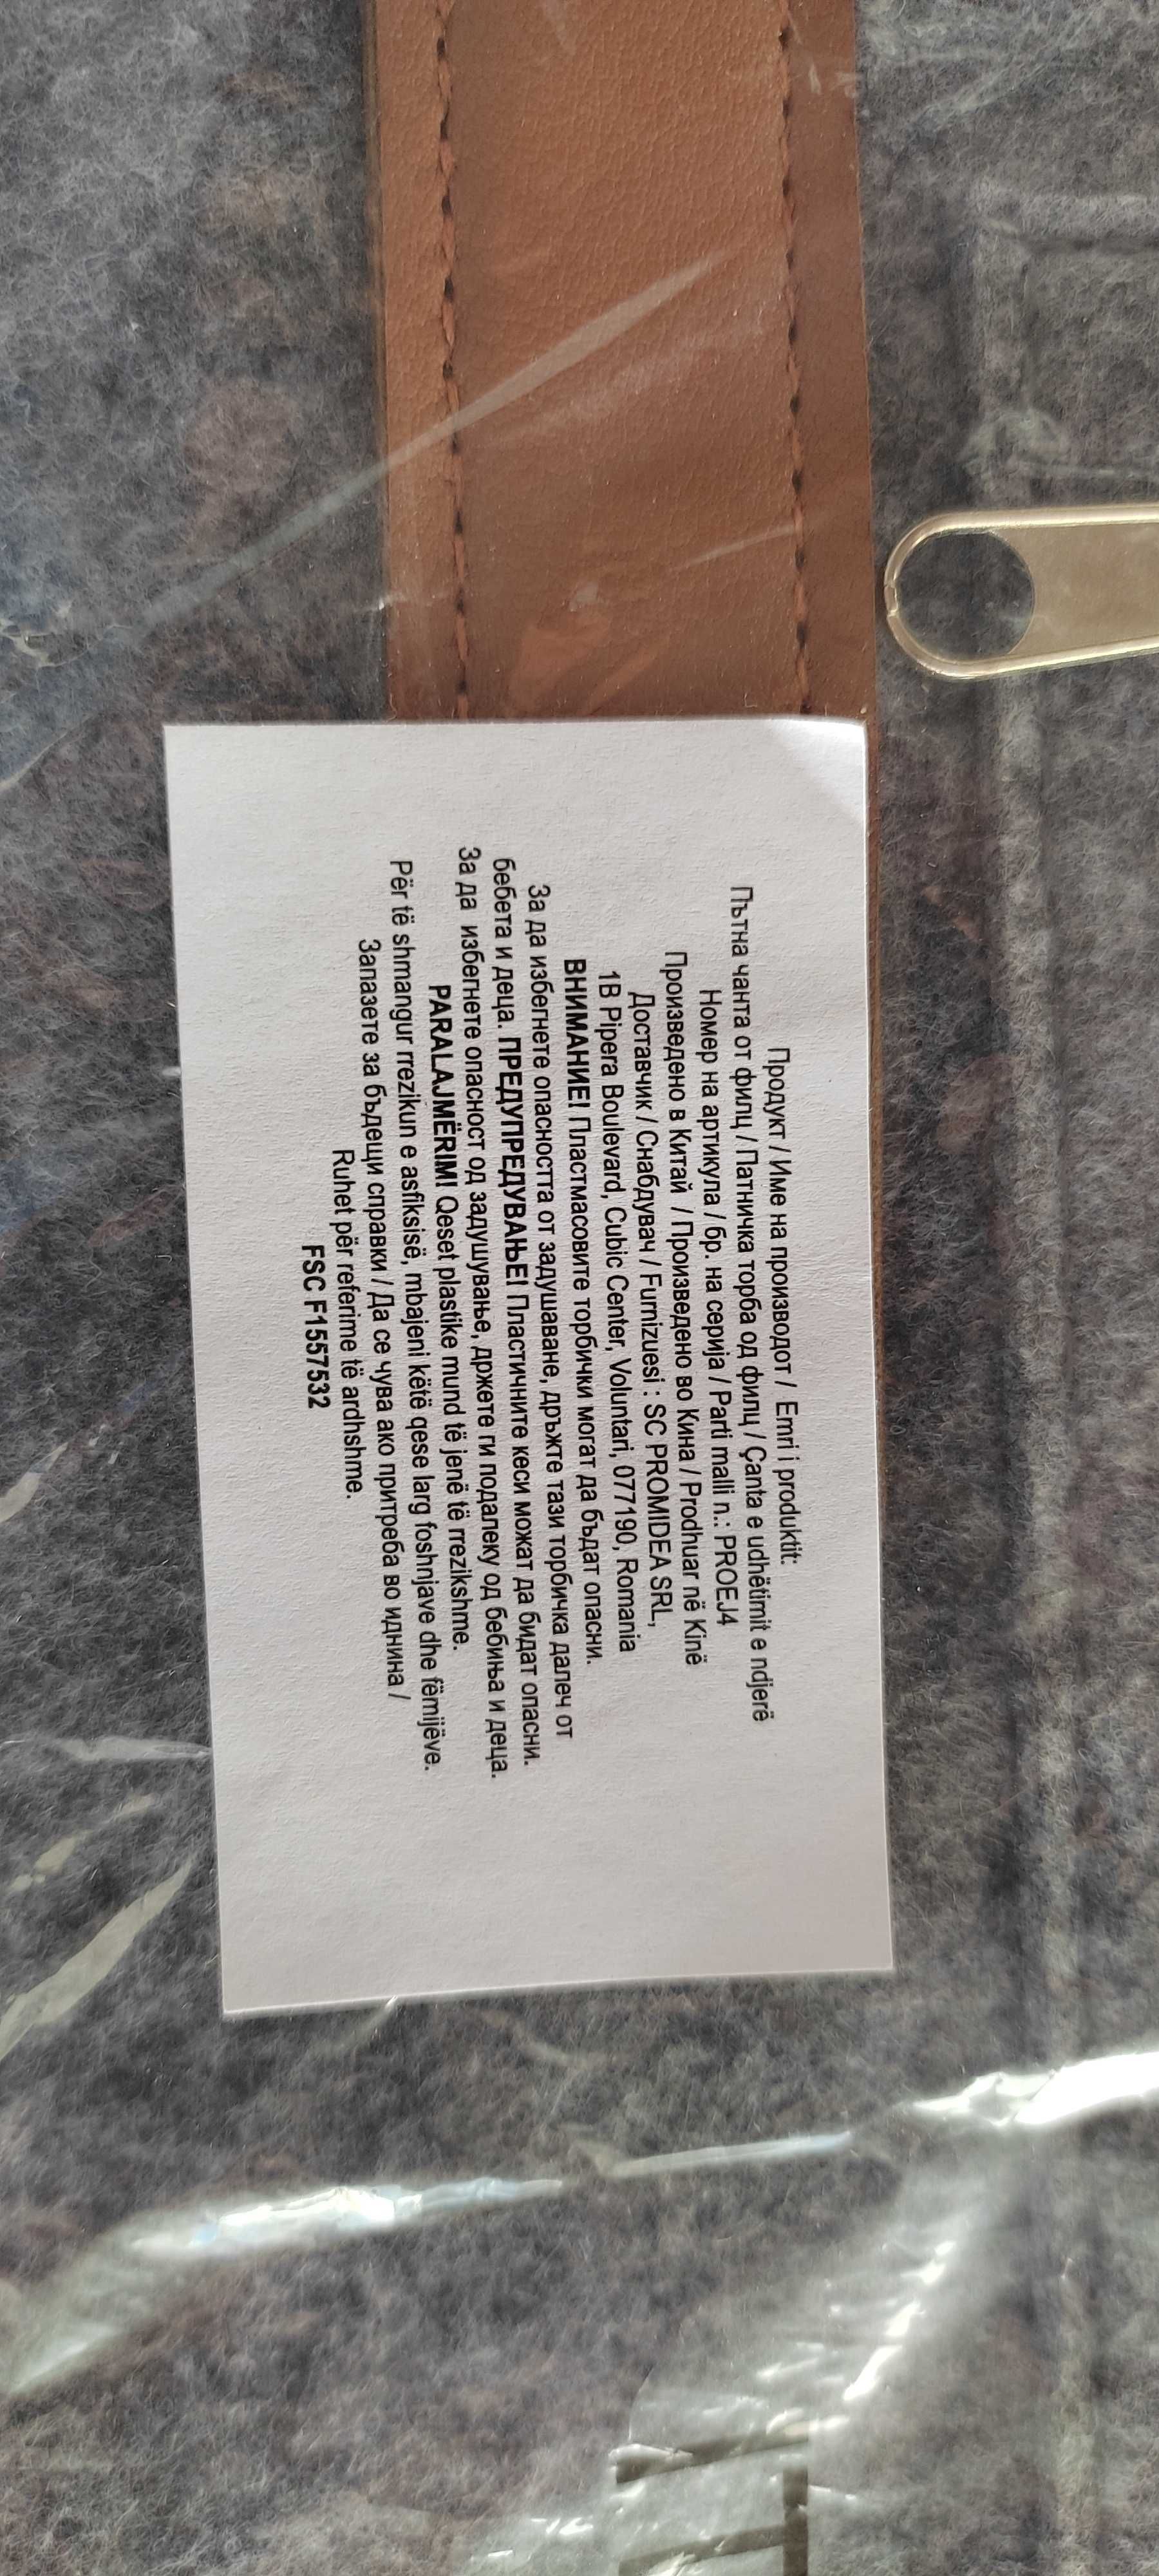 Продукт / Име на производот / Emri i produktit:
Пътна чанта от филц / Патничка торба од филц / Çanta e udhëtimit e ndjerë
Номер на артикула / бр. на серија / Parti malli n.: PROEJ4
Произведено в Китай / Произведено во Кина / Prodhuar në Kinë
Доставчик / Снабдувач / Furnizuesi : SC PROMIDEA SRL,
1B Pipera Boulevard, Cubic Center, Voluntari, 077190, Romania
ВНИМАНИЕ! Пластмасовите торбички могат да бъдат опасни.
За да избегнете опасността от задушаване, дръжте тази торбичка далеч от
бебета и деца. ПРЕДУПРЕДУВАЊЕ! Пластичните кеси можат да бидат опасни.
За да избегнете опасност од задушување, држете ги подалеку од бебиња и деца.
PARALAJMËRIM! Qeset plastike mund të jenë të rrezikshme.
Për të shmangur rrezikun e asfiksisë, mbajeni këtë qese larg foshnjave dhe fëmijëve.
Запазете за бъдещи справки / Да се чува ако притреба во иднина /
Ruhet për referime të ardhshme.
FSC F1557532